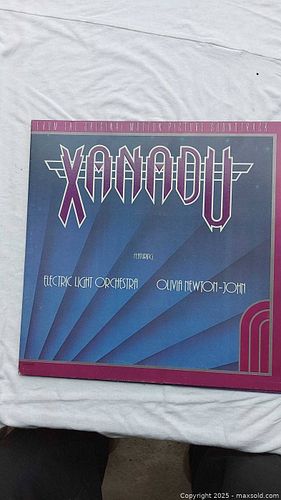 FROM THE ORIGINAL MOTION PICTURE SOUNDTRACK
XANADU
FEATURING
ELECTRIC LIGHT ORCHESTRA OLIVIA NEWTON-JOHN
Copyright © 2025 - maxsold.com